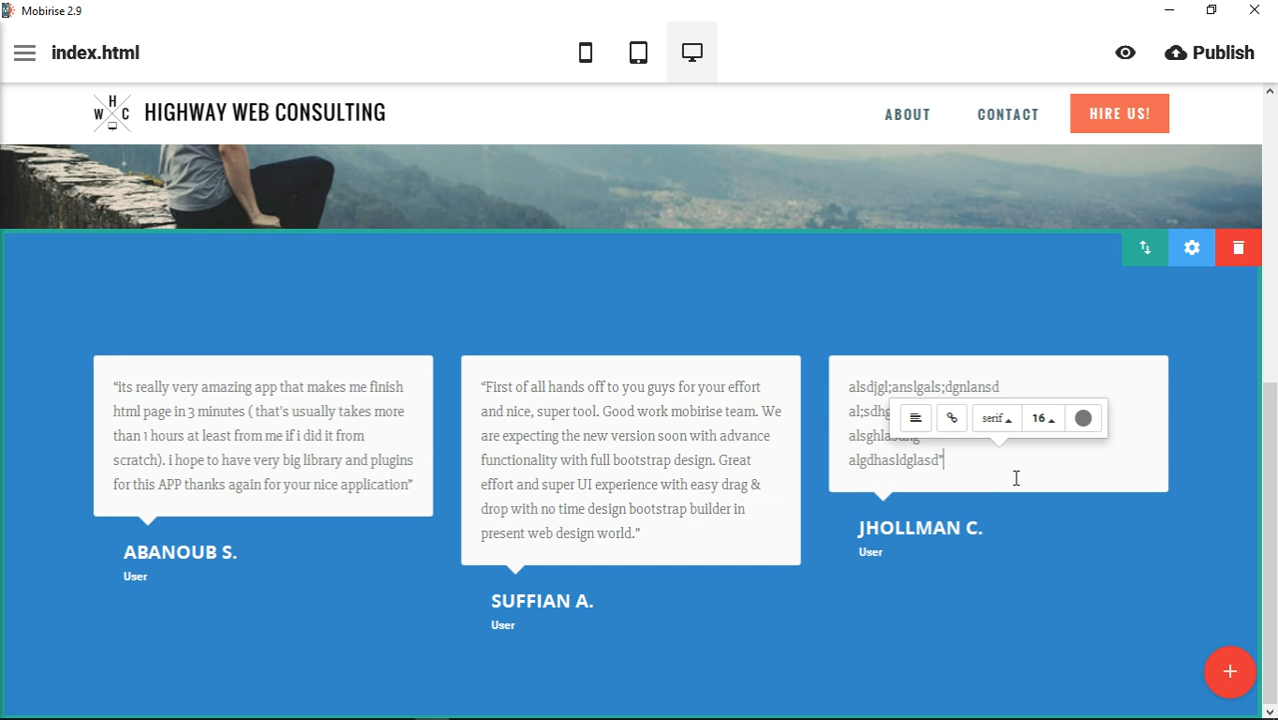 Mobirise 2.9
index.html
Publish
W H C
HIGHWAY WEB CONSULTING
ABOUT
CONTACT
HIRE US!
“its really very amazing app that makes me finish
html page in 3 minutes ( that's usually takes more
than 1 hours at least from me if i did it from
scratch). i hope to have very big library and plugins
for this APP thanks again for your nice application”
ABANOUB S.
User
“First of all hands off to you guys for your effort
and nice, super tool. Good work mobirise team. We
are expecting the new version soon with advance
functionality with full bootstrap design. Great
effort and super UI experience with easy drag &
drop with no time design bootstrap builder in
present web design world.”
SUFFIAN A.
User
alsdjgl;anslgals;dgnlansd
serif
16
algdhasldglasd”
JHOLLMAN C.
User